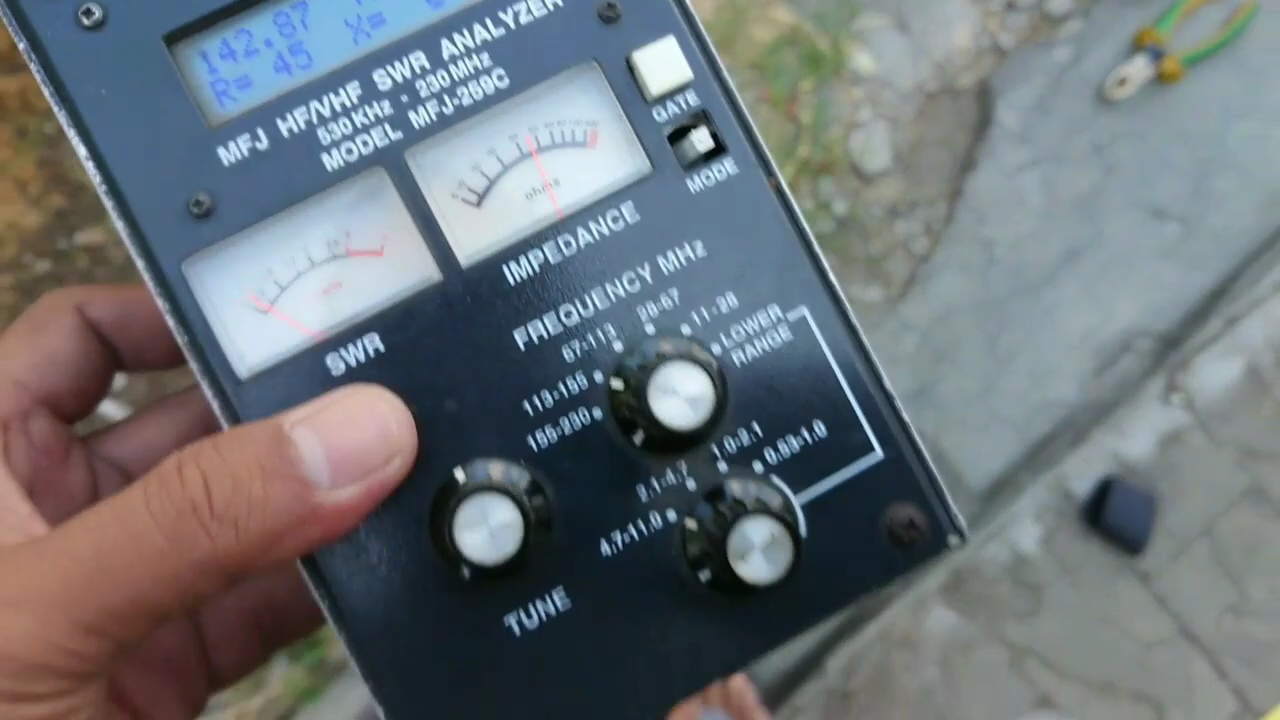 142.07
R= 45 X=
MFJ HF/VHF SWR ANALYZER
530 KHz - 230 MHz
MODEL MFJ-259C
GATE
MODE
ohms
IMPEDANCE
SWR
FREQUENCY MHz
67-113 28-67 11-28
113-155
155-230
LOWER
RANGE
4.7-11.0 2.1-4.7 1.0-2.1 0.53-1.0
TUNE